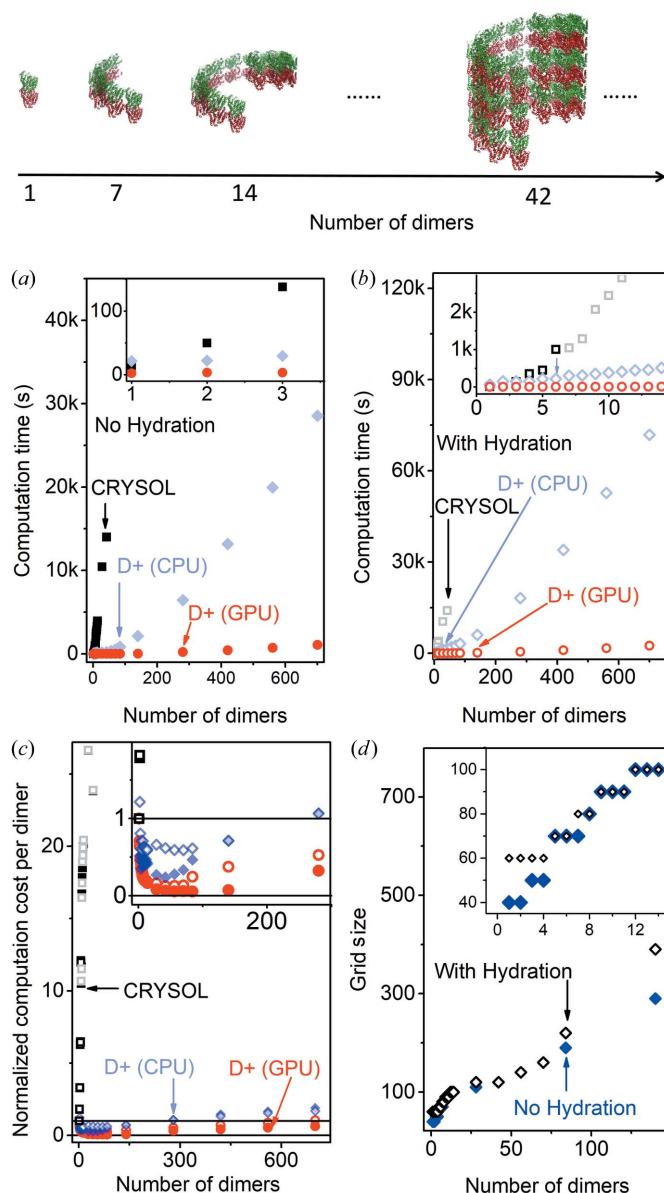 ...... ......
1 7 14 42
Number of dimers
(a)
40k
30k
20k
10k
0
Computation time (s)
100
0
1 2 3
No Hydration
CRYSOL
D+ (CPU)
D+ (GPU)
0 200 400 600
Number of dimers
(b)
120k
90k
60k
30k
0
Computation time (s)
2k
1k
0
0 5 10
With Hydration
D+ (CPU)
CRYSOL
D+ (GPU)
0 200 400 600
Number of dimers
(c)
20
10
0
Normalized computaion cost per dimer
1
0
0 200
CRYSOL
D+ (CPU) D+ (GPU)
0 300 600
Number of dimers
(d)
700
500
300
100
Grid size
100
80
60
40
0 4 8 12
With Hydration
No Hydration
0 50 100
Number of dimers